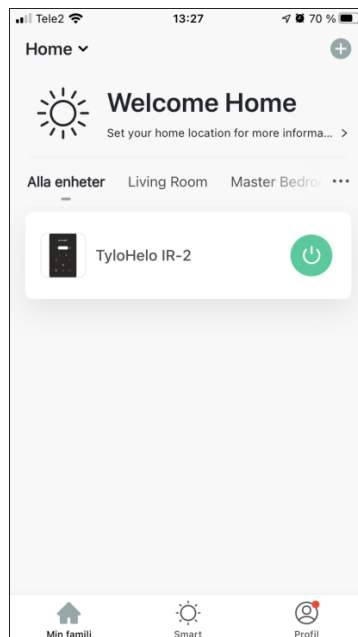 Tele2 13:27 70 %
Home
Welcome Home
Set your home location for more informa...
Alla enheter Living Room Master Bedro
TyloHelo IR-2
Min familj Smart Profil